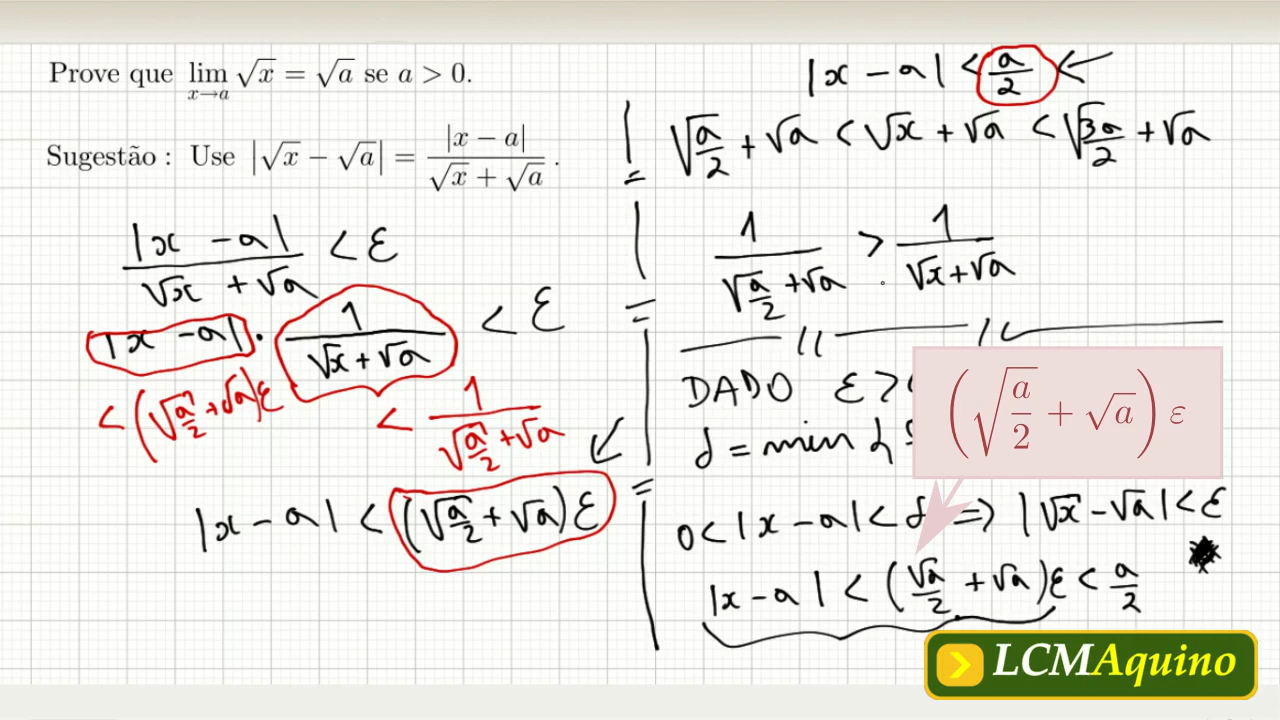 Prove que lim x→a √x = √a se a > 0.
Sugestão : Use |√x − √a| = |x − a| / (√x + √a) .
|x − a| / (√x + √a) < ε
|x − a| · 1 / (√x + √a) < ε
< (√(a/2) + √a)ε < 1 / (√(a/2) + √a)
|x − a| < (√(a/2) + √a) ε
|x − a| < a/2 ←
√(a/2) + √a < √x + √a < √(3a/2) + √a
1 / (√(a/2) + √a) > 1 / (√x + √a)
DADO ε >
δ = min {
(√(a/2) + √a) ε
0 < |x − a| < δ ⇒ |√x − √a| < ε
|x − a| < (√a/2 + √a)ε < a/2
LCMAquino